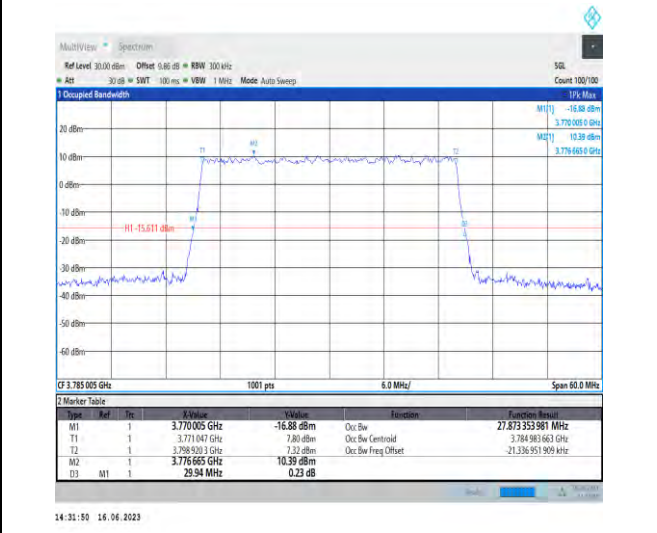 MultiView Spectrum
Ref Level 30.00 dBm Offset 9.86 dB RBW 300 kHz SGL
Att 30 dB SWT 100 ms VBW 1 MHz Mode Auto Sweep Count 100/100
1 Occupied Bandwidth 1Pk Max
M1[1] -16.88 dBm
3.770 005 0 GHz
M2[1] 10.39 dBm
3.776 665 0 GHz
20 dBm
T1 M2 T2
10 dBm
0 dBm
-10 dBm
M1 D3
H1 -15.611 dBm
-20 dBm
-30 dBm
-40 dBm
-50 dBm
-60 dBm
CF 3.785 005 GHz 1001 pts 6.0 MHz/ Span 60.0 MHz
2 Marker Table
Type Ref Trc X-Value Y-Value Function Function Result
M1 1 3.770005 GHz -16.88 dBm Occ Bw 27.873 353 981 MHz
T1 1 3.771 047 GHz 7.80 dBm Occ Bw Centroid 3.784 983 663 GHz
T2 1 3.798 920 3 GHz 7.32 dBm Occ Bw Freq Offset -21.336 951 909 kHz
M2 1 3.776665 GHz 10.39 dBm
D3 M1 1 29.94 MHz 0.23 dB
14:31:50 16.06.2023